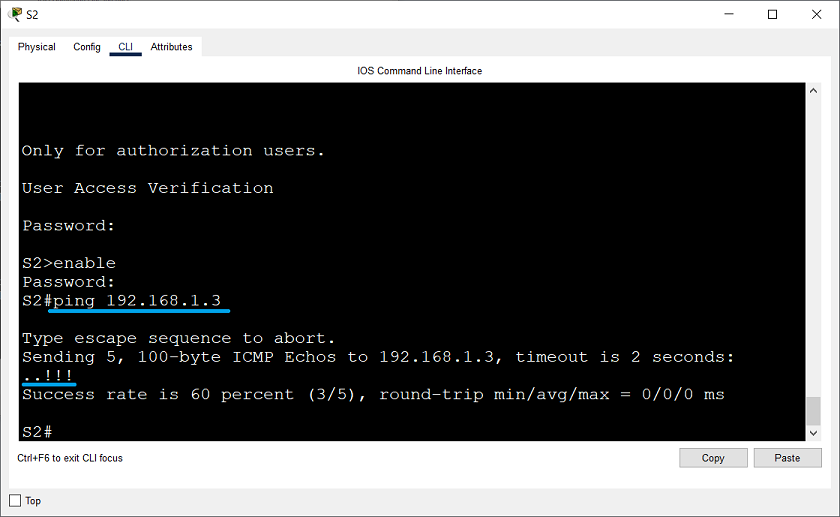 S2
Physical Config CLI Attributes
IOS Command Line Interface
Only for authorization users.
User Access Verification
Password:
S2>enable
Password:
S2#ping 192.168.1.3
Type escape sequence to abort.
Sending 5, 100-byte ICMP Echos to 192.168.1.3, timeout is 2 seconds:
..!!!
Success rate is 60 percent (3/5), round-trip min/avg/max = 0/0/0 ms
S2#
Ctrl+F6 to exit CLI focus
Copy Paste
Top